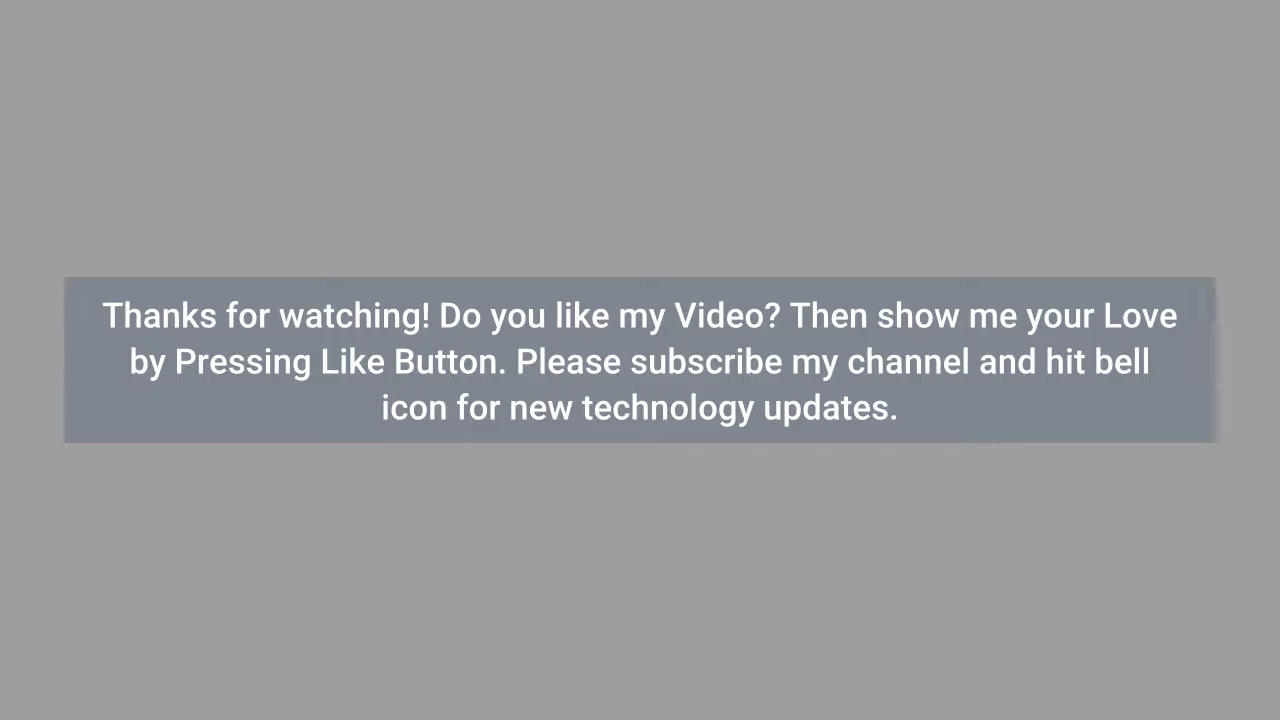 Thanks for watching! Do you like my Video? Then show me your Love
by Pressing Like Button. Please subscribe my channel and hit bell
icon for new technology updates.